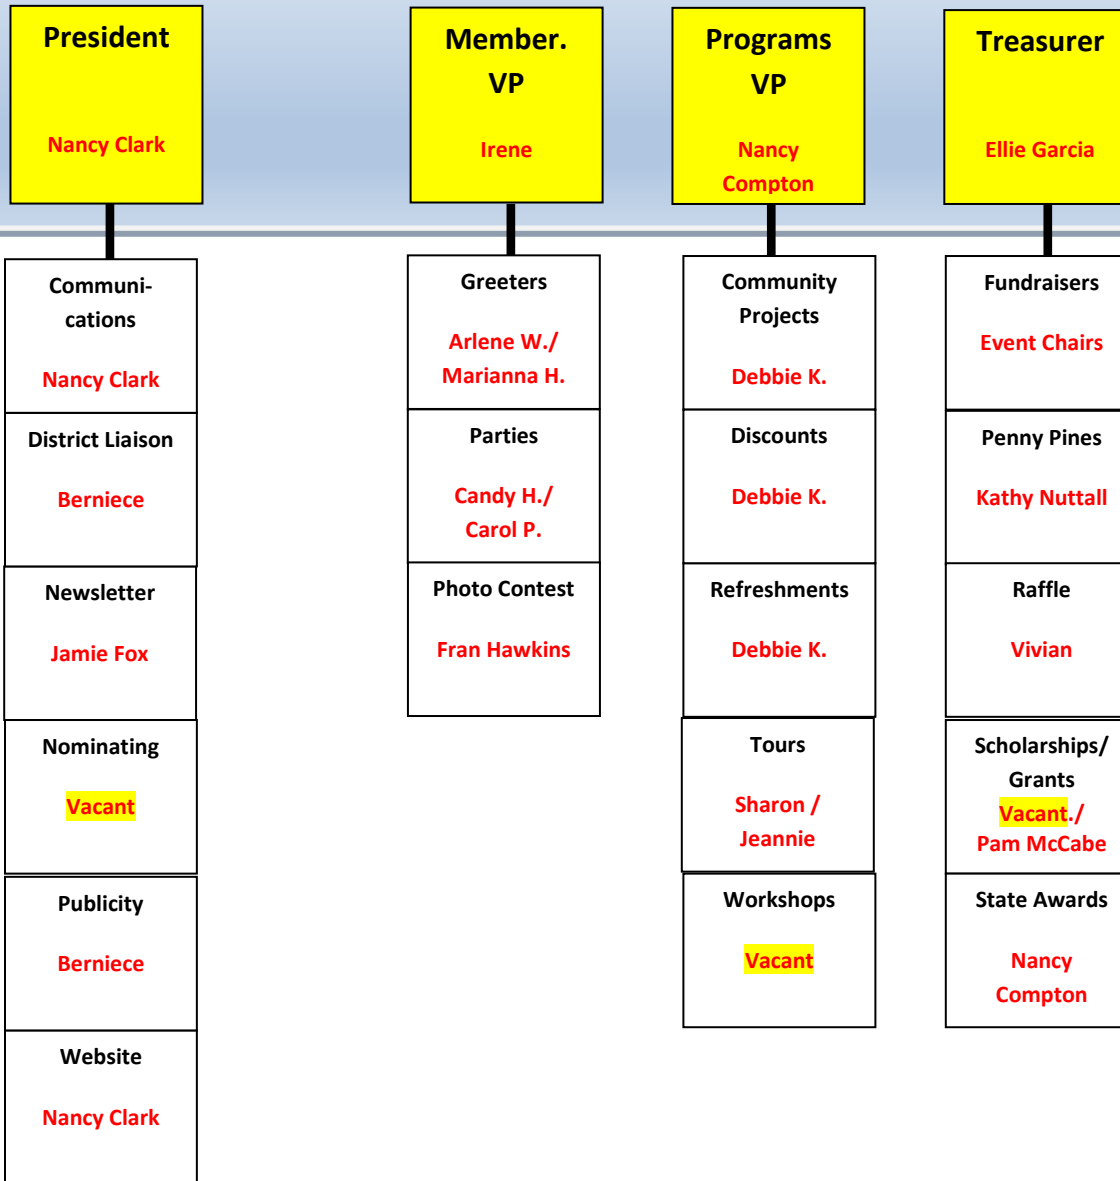 President
Nancy Clark
Member.
VP
Irene
Programs
VP
Nancy
Compton
Treasurer
Ellie Garcia
Communi-
cations
Nancy Clark
District Liaison
Berniece
Newsletter
Jamie Fox
Nominating
Vacant
Publicity
Berniece
Website
Nancy Clark
Greeters
Arlene W./
Marianna H.
Parties
Candy H./
Carol P.
Photo Contest
Fran Hawkins
Community
Projects
Debbie K.
Discounts
Debbie K.
Refreshments
Debbie K.
Tours
Sharon /
Jeannie
Workshops
Vacant
Fundraisers
Event Chairs
Penny Pines
Kathy Nuttall
Raffle
Vivian
Scholarships/
Grants
Vacant./
Pam McCabe
State Awards
Nancy
Compton